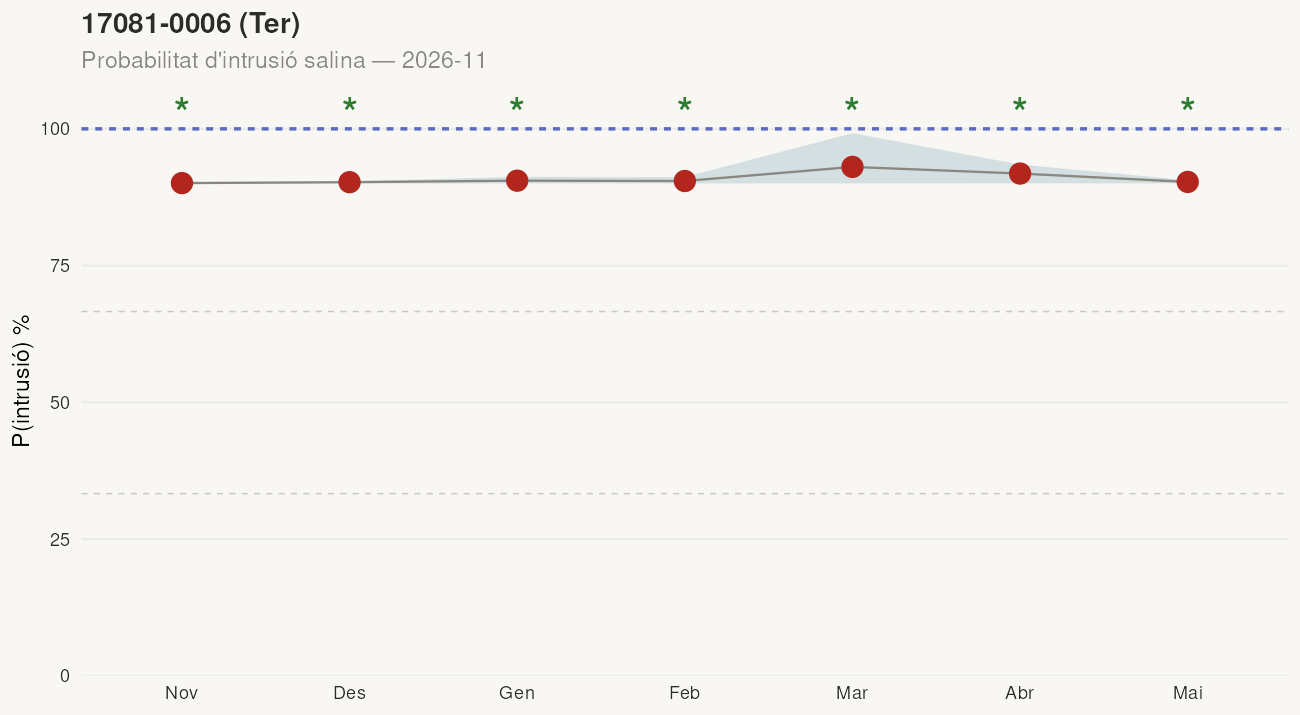 17081-0006 (Ter)
Probabilitat d'intrusió salina — 2026-11
* * * * * * *
100
75
50
25
0
P(intrusió) %
Nov Des Gen Feb Mar Abr Mai